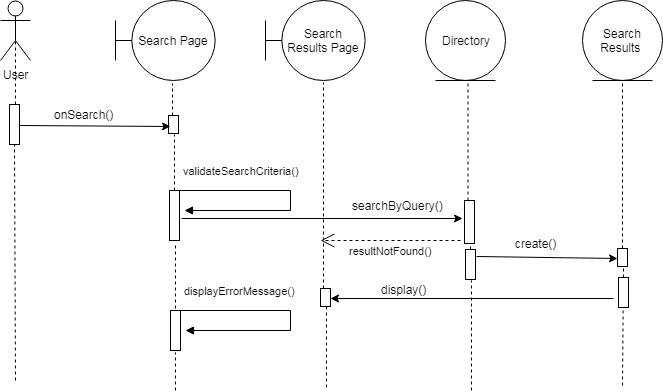 Search Page
Search
Results Page
Directory
Search
Results
User
onSearch()
validateSearchCriteria()
searchByQuery()
resultNotFound()
create()
displayErrorMessage()
display()